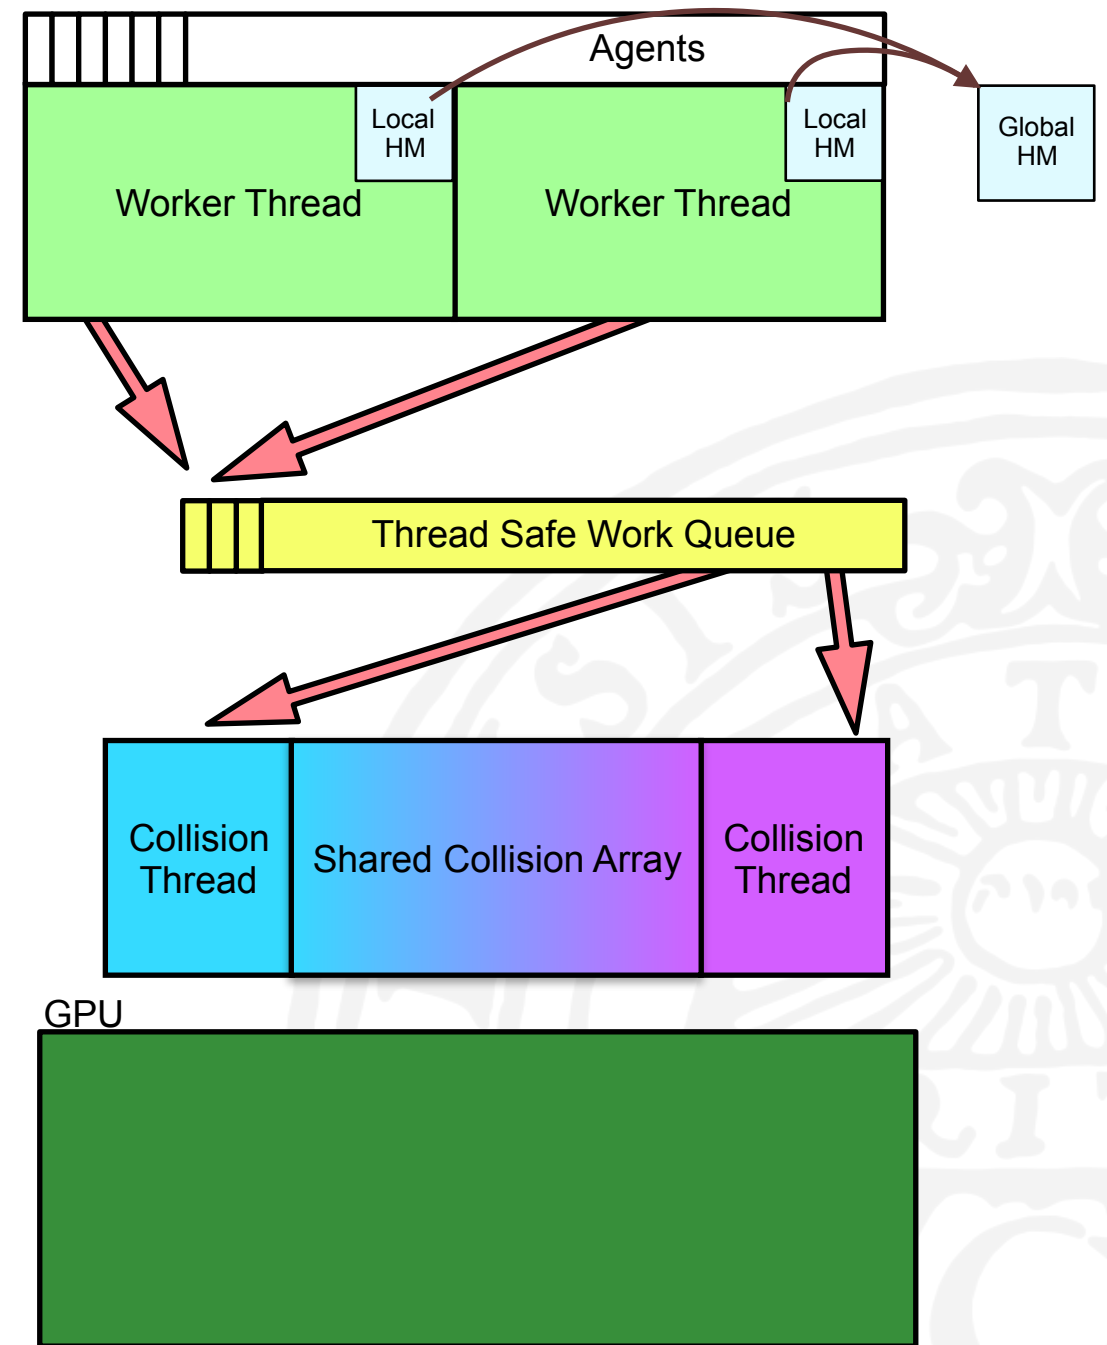 Agents
Local
HM
Local
HM
Global
HM
Worker Thread
Worker Thread
Thread Safe Work Queue
Collision
Thread
Shared Collision Array
Collision
Thread
GPU